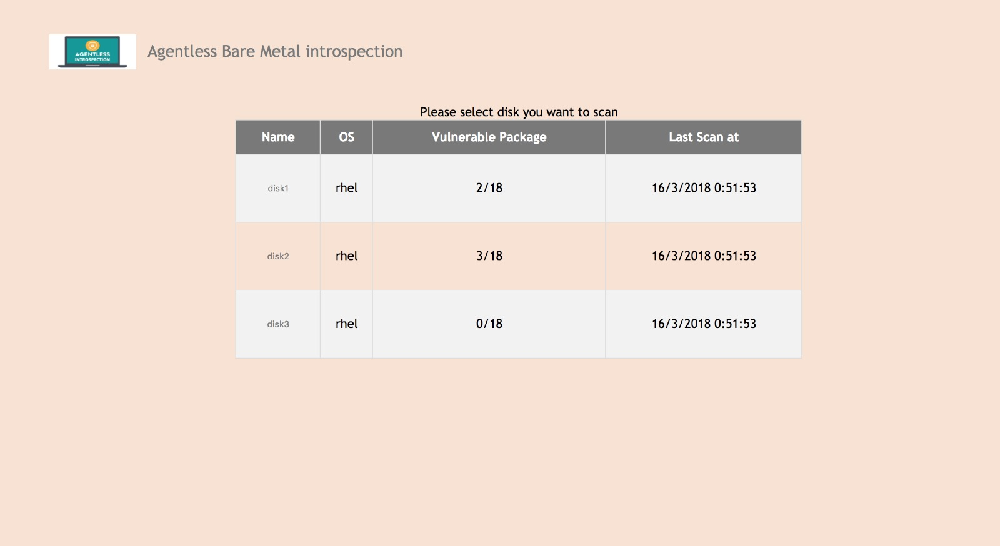 AGENTLESS
INTROSPECTION
Agentless Bare Metal introspection
Please select disk you want to scan
Name OS Vulnerable Package Last Scan at
disk1 rhel 2/18 16/3/2018 0:51:53
disk2 rhel 3/18 16/3/2018 0:51:53
disk3 rhel 0/18 16/3/2018 0:51:53